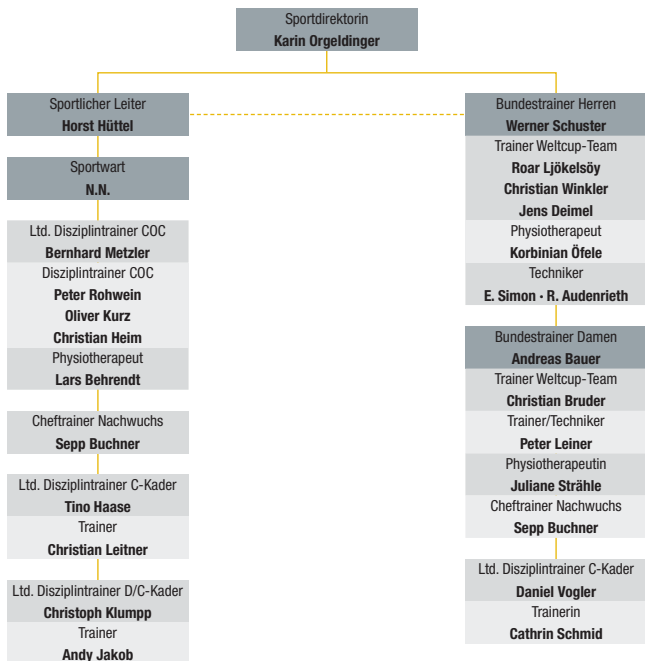 Sportdirektorin
Karin Orgeldinger
Sportlicher Leiter
Horst Hüttel
Sportwart
N.N.
Ltd. Disziplintrainer COC
Bernhard Metzler
Disziplintrainer COC
Peter Rohwein
Oliver Kurz
Christian Heim
Physiotherapeut
Lars Behrendt
Cheftrainer Nachwuchs
Sepp Buchner
Ltd. Disziplintrainer C-Kader
Tino Haase
Trainer
Christian Leitner
Ltd. Disziplintrainer D/C-Kader
Christoph Klumpp
Trainer
Andy Jakob
Bundestrainer Herren
Werner Schuster
Trainer Weltcup-Team
Roar Ljökelsöy
Christian Winkler
Jens Deimel
Physiotherapeut
Korbinian Öfele
Techniker
E. Simon · R. Audenrieth
Bundestrainer Damen
Andreas Bauer
Trainer Weltcup-Team
Christian Bruder
Trainer/Techniker
Peter Leiner
Physiotherapeutin
Juliane Strähle
Cheftrainer Nachwuchs
Sepp Buchner
Ltd. Disziplintrainer C-Kader
Daniel Vogler
Trainerin
Cathrin Schmid